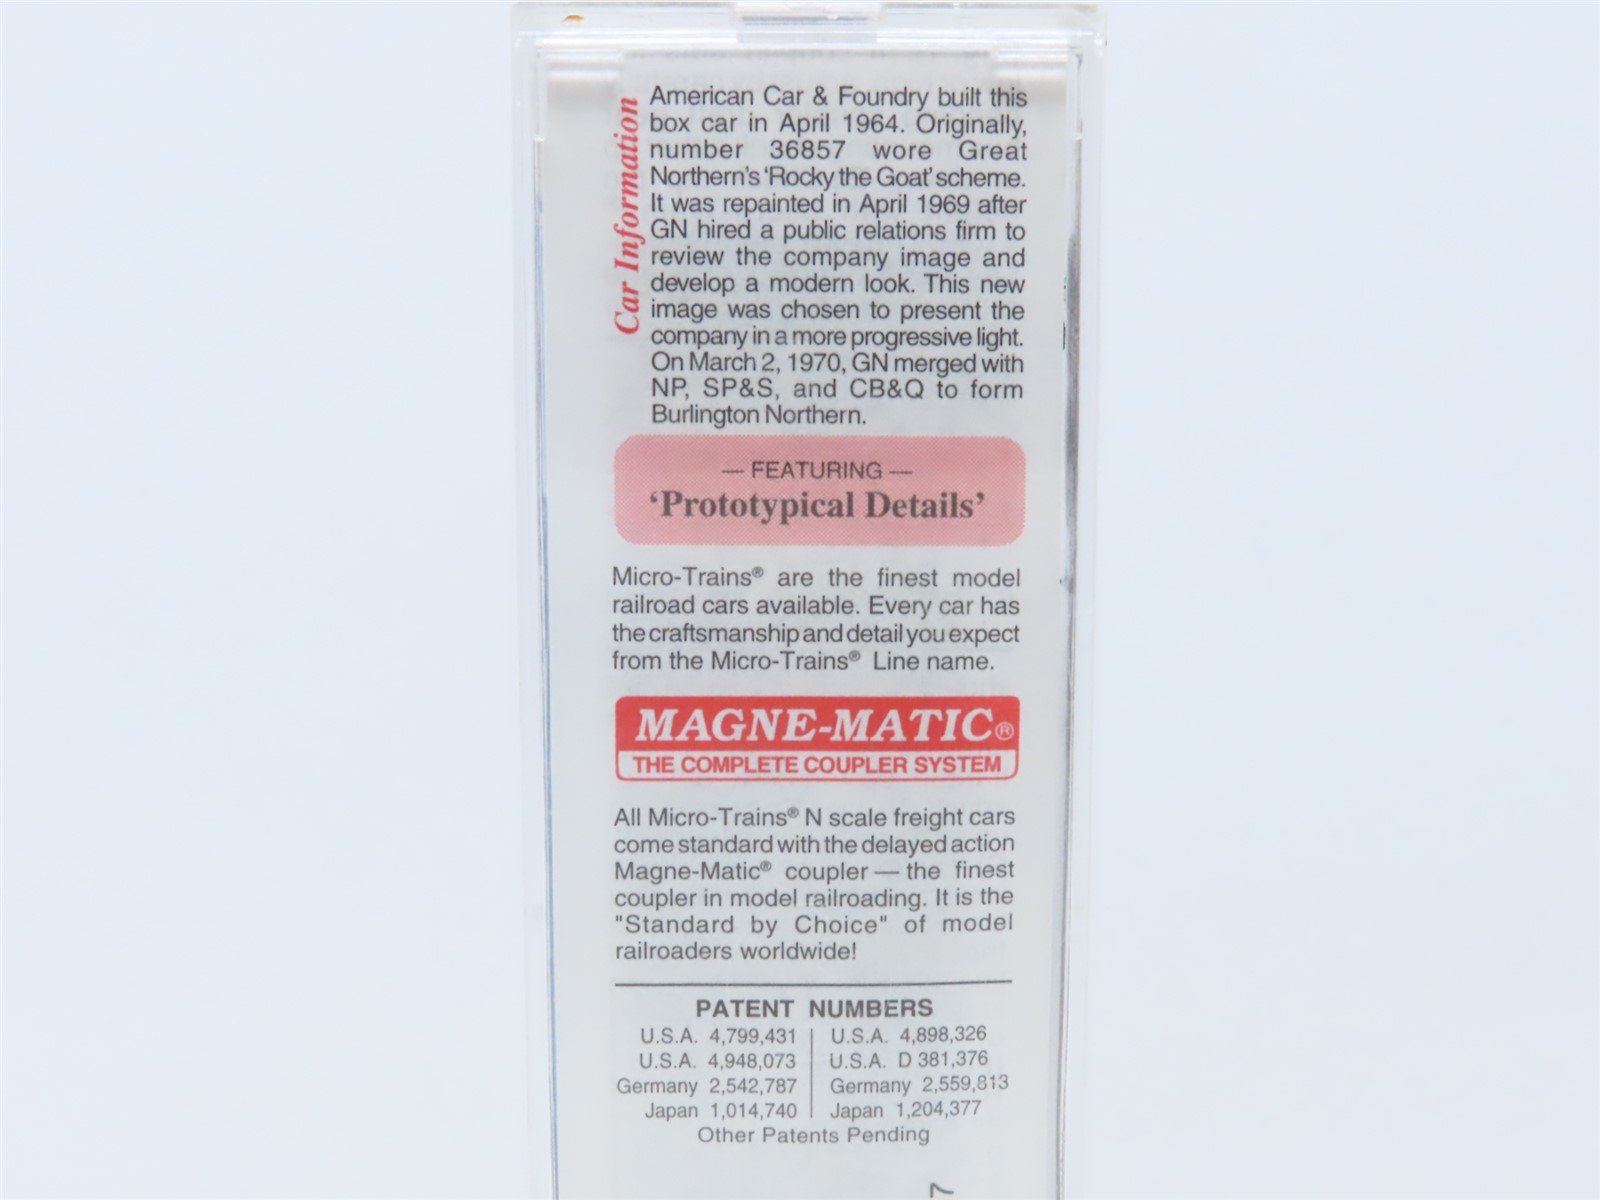 Car Information
American Car & Foundry built this
box car in April 1964. Originally,
number 36857 wore Great
Northern's 'Rocky the Goat' scheme.
It was repainted in April 1969 after
GN hired a public relations firm to
review the company image and
develop a modern look. This new
image was chosen to present the
company in a more progressive light.
On March 2, 1970, GN merged with
NP, SP&S, and CB&Q to form
Burlington Northern.
— FEATURING —
'Prototypical Details'
Micro-Trains® are the finest model
railroad cars available. Every car has
the craftsmanship and detail you expect
from the Micro-Trains® Line name.
MAGNE-MATIC®
THE COMPLETE COUPLER SYSTEM
All Micro-Trains® N scale freight cars
come standard with the delayed action
Magne-Matic® coupler — the finest
coupler in model railroading. It is the
"Standard by Choice" of model
railroaders worldwide!
PATENT NUMBERS
U.S.A. 4,799,431 | U.S.A. 4,898,326
U.S.A. 4,948,073 | U.S.A. D 381,376
Germany 2,542,787 | Germany 2,559,813
Japan 1,014,740 | Japan 1,204,377
Other Patents Pending
7